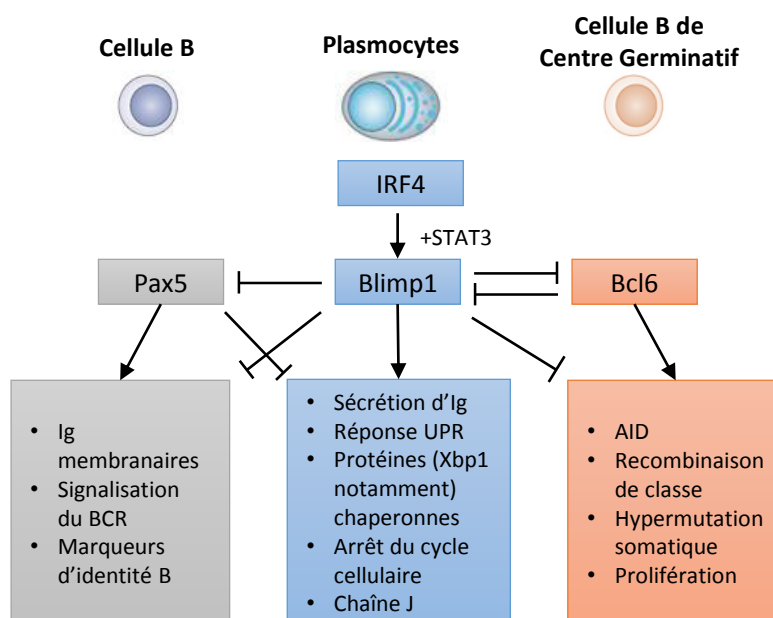 Cellule B
Plasmocytes
Cellule B de
Centre Germinatif
IRF4
+STAT3
Pax5
Blimp1
Bcl6
• Ig
membranaires
• Signalisation
du BCR
• Marqueurs
d'identité B
• Sécrétion d'Ig
• Réponse UPR
• Protéines (Xbp1
notamment)
chaperonnes
• Arrêt du cycle
cellulaire
• Chaîne J
• AID
• Recombinaison
de classe
• Hypermutation
somatique
• Prolifération